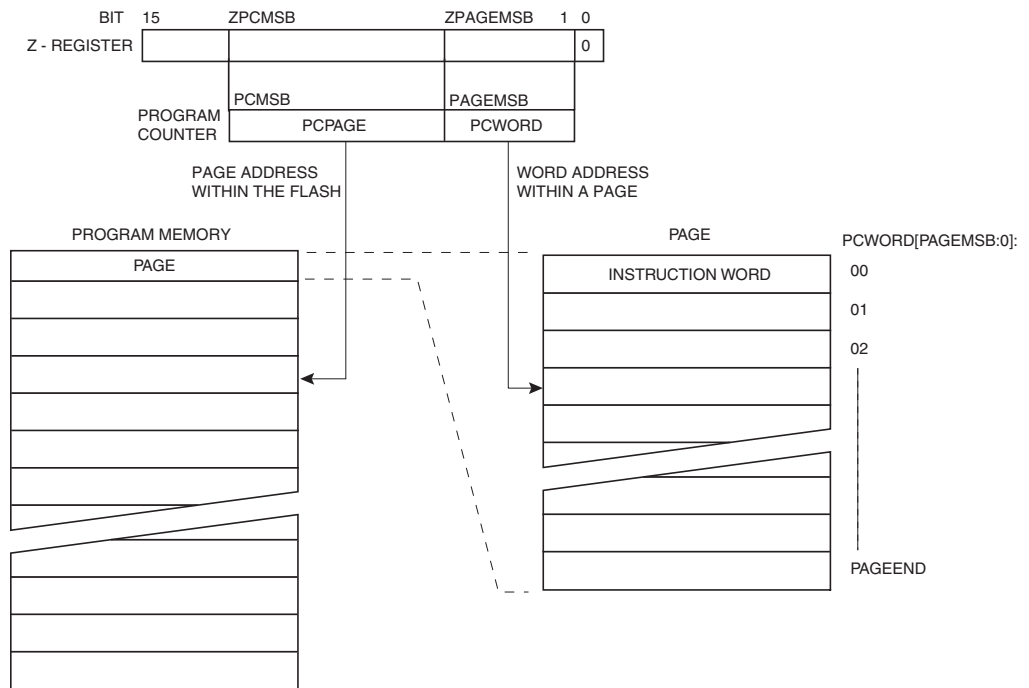 BIT 15 ZPCMSB ZPAGEMSB 1 0
Z - REGISTER 0
PCMSB PAGEMSB
PROGRAM
COUNTER
PCPAGE PCWORD
PAGE ADDRESS
WITHIN THE FLASH
WORD ADDRESS
WITHIN A PAGE
PROGRAM MEMORY
PAGE
PAGE
PCWORD[PAGEMSB:0]:
INSTRUCTION WORD
00
01
02
PAGEEND